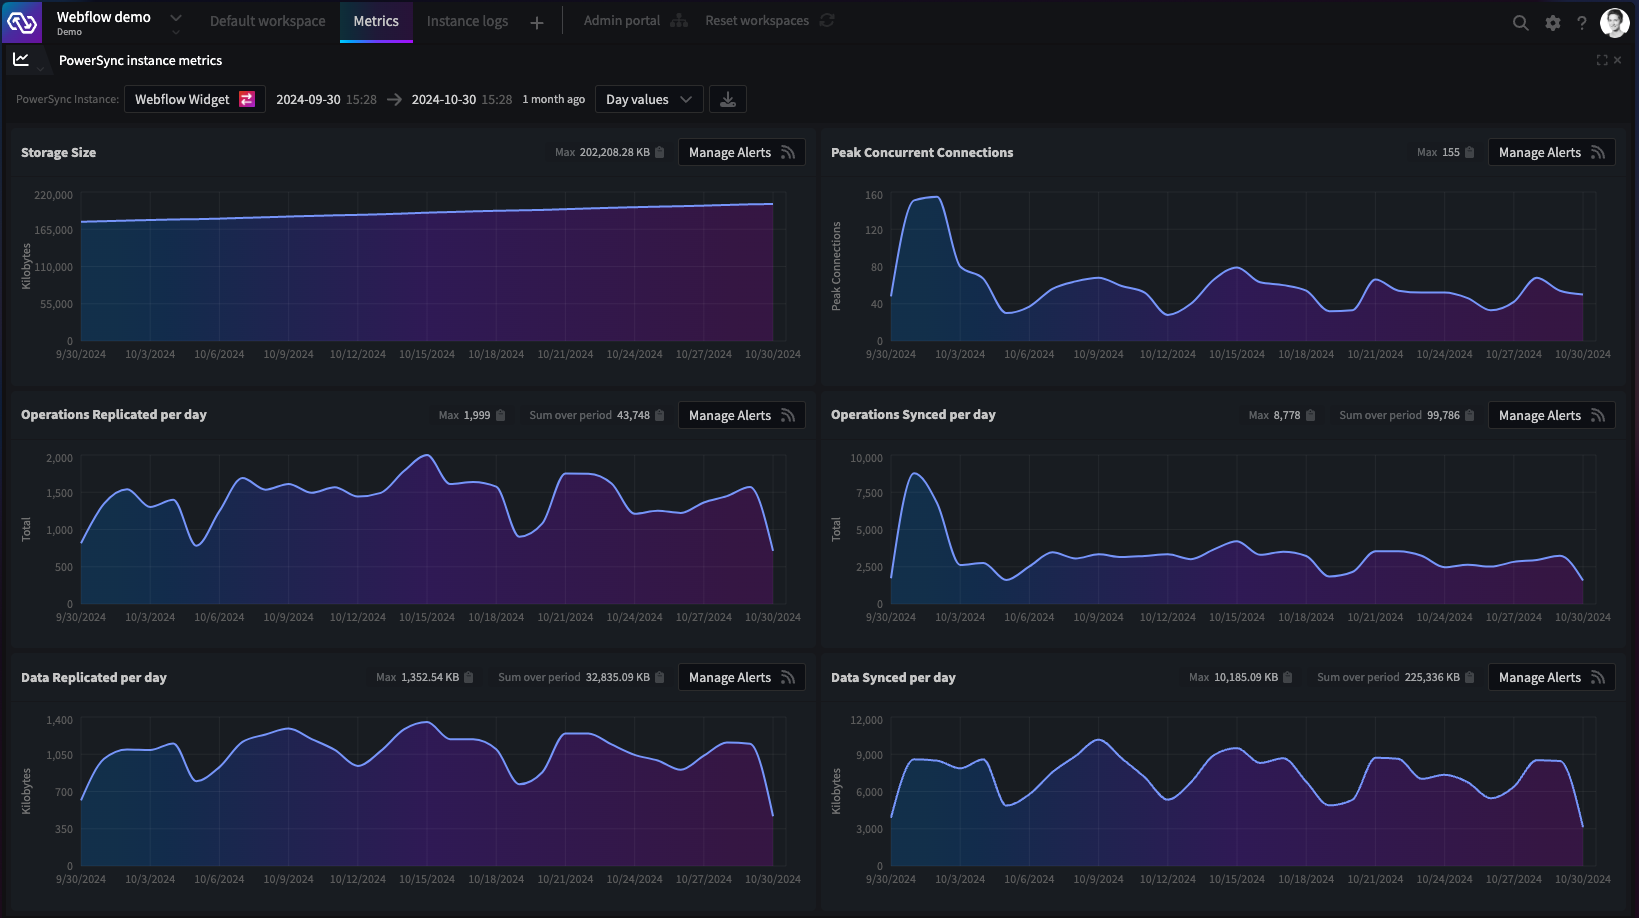 Webflow demo
Demo
Default workspace
Metrics
Instance logs
Admin portal
Reset workspaces
PowerSync instance metrics
PowerSync Instance: Webflow Widget 2024-09-30 15:28 → 2024-10-30 15:28 1 month ago Day values
Storage Size
Max 202,208.28 KB
Manage Alerts
Kilobytes
220,000
165,000
110,000
55,000
0
9/30/2024 10/3/2024 10/6/2024 10/9/2024 10/12/2024 10/15/2024 10/18/2024 10/21/2024 10/24/2024 10/27/2024 10/30/2024
Peak Concurrent Connections
Max 155
Manage Alerts
Peak Connections
160
120
80
40
0
9/30/2024 10/3/2024 10/6/2024 10/9/2024 10/12/2024 10/15/2024 10/18/2024 10/21/2024 10/24/2024 10/27/2024 10/30/2024
Operations Replicated per day
Max 1,999
Sum over period 43,748
Manage Alerts
Total
2,000
1,500
1,000
500
0
9/30/2024 10/3/2024 10/6/2024 10/9/2024 10/12/2024 10/15/2024 10/18/2024 10/21/2024 10/24/2024 10/27/2024 10/30/2024
Operations Synced per day
Max 8,778
Sum over period 99,786
Manage Alerts
Total
10,000
7,500
5,000
2,500
0
9/30/2024 10/3/2024 10/6/2024 10/9/2024 10/12/2024 10/15/2024 10/18/2024 10/21/2024 10/24/2024 10/27/2024 10/30/2024
Data Replicated per day
Max 1,352.54 KB
Sum over period 32,835.09 KB
Manage Alerts
Kilobytes
1,400
1,050
700
350
0
9/30/2024 10/3/2024 10/6/2024 10/9/2024 10/12/2024 10/15/2024 10/18/2024 10/21/2024 10/24/2024 10/27/2024 10/30/2024
Data Synced per day
Max 10,185.09 KB
Sum over period 225,336 KB
Manage Alerts
Kilobytes
12,000
9,000
6,000
3,000
0
9/30/2024 10/3/2024 10/6/2024 10/9/2024 10/12/2024 10/15/2024 10/18/2024 10/21/2024 10/24/2024 10/27/2024 10/30/2024